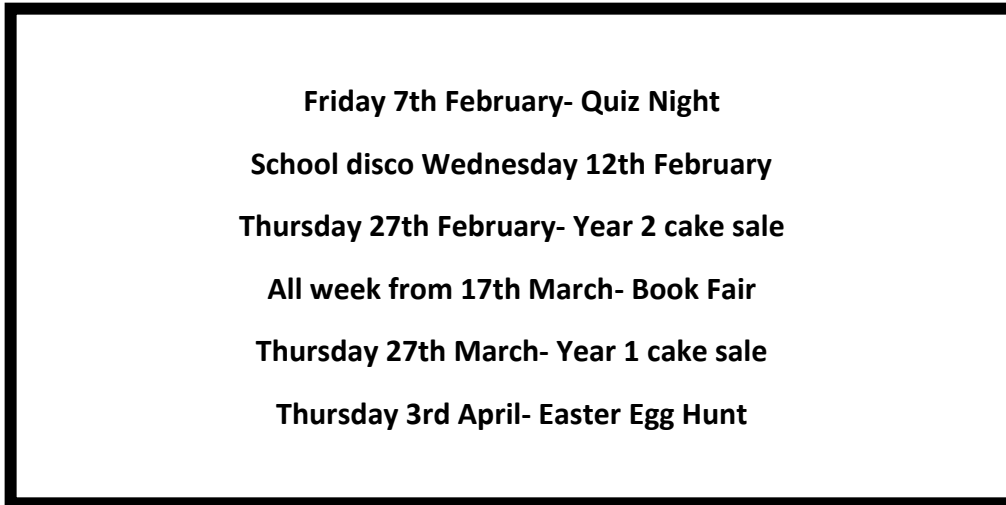 Friday 7th February- Quiz Night
School disco Wednesday 12th February
Thursday 27th February- Year 2 cake sale
All week from 17th March- Book Fair
Thursday 27th March- Year 1 cake sale
Thursday 3rd April- Easter Egg Hunt